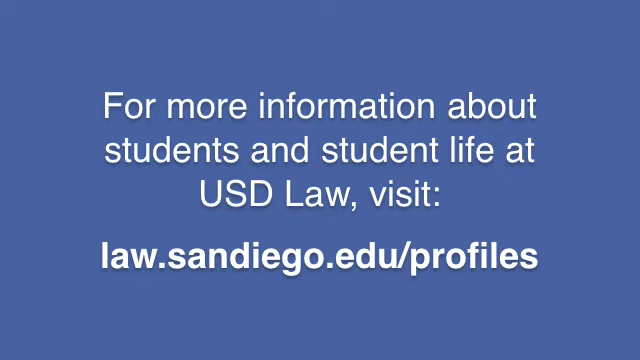 For more information about
students and student life at
USD Law, visit:
law.sandiego.edu/profiles